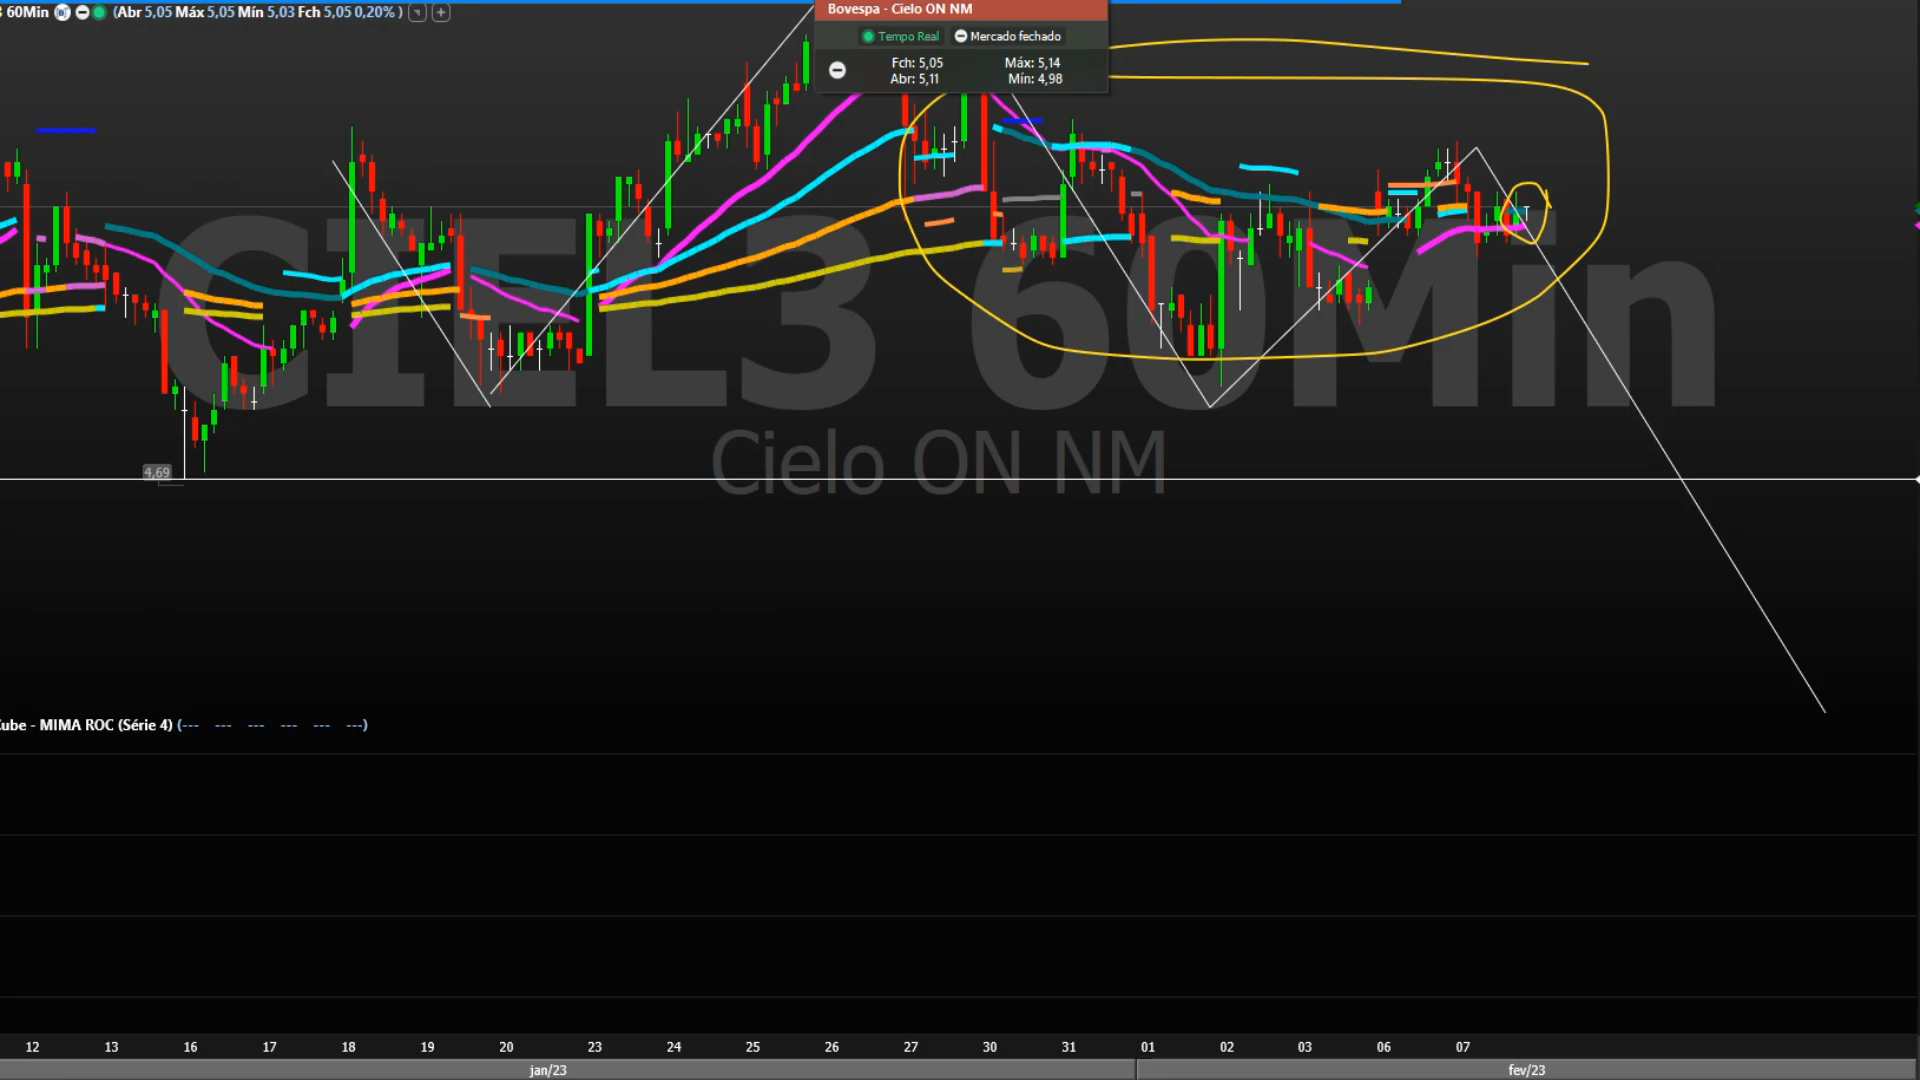 60Min (Abr 5,05 Máx 5,05 Mín 5,03 Fch 5,05 0,20% )
Bovespa - Cielo ON NM
Tempo Real Mercado fechado
Fch: 5,05 Máx: 5,14
Abr: 5,11 Mín: 4,98
CIEL3 60Min
Cielo ON NM
4,69
ube - MIMA ROC (Série 4) (--- --- --- --- --- ---)
12 13 16 17 18 19 20 23 24 25 26 27 30 31 01 02 03 06 07
jan/23 fev/23